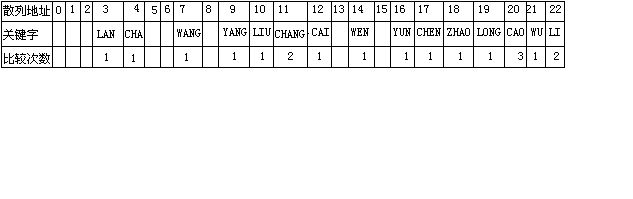 散列地址 0 1 2 3 4 5 6 7 8 9 10 11 12 13 14 15 16 17 18 19 20 21 22
关键字 LAN CHA WANG YANG LIU CHANG CAI WEN YUN CHEN ZHAO LONG CAO WU LI
比较次数 1 1 1 1 1 2 1 1 1 1 1 1 3 1 2